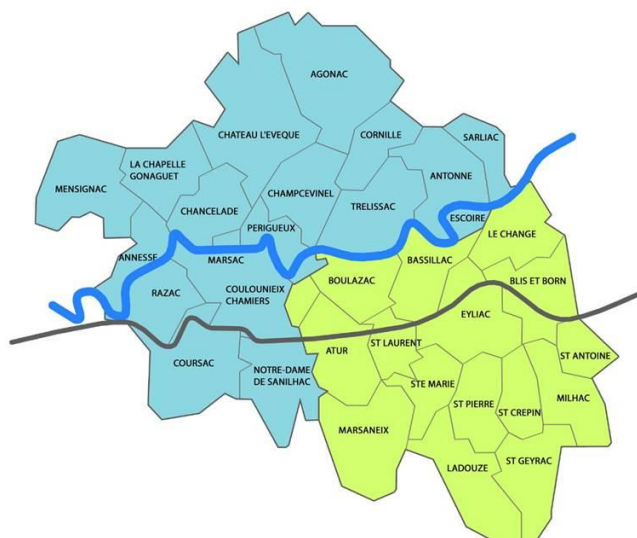 AGONAC
CHATEAU L'EVEQUE
CORNILLE
SARLIAC
LA CHAPELLE
GONAGUET
MENSIGNAC
ANTONNE
CHAMPCEVINEL
TRELISSAC
CHANCELADE
ESCOIRE
PERIGUEUX
LE CHANGE
ANNESSE
MARSAC
BASSILLAC
BOULAZAC
BLIS ET BORN
RAZAC
COULOUNIEIX
CHAMIERS
EYLIAC
ATUR
ST LAURENT
ST ANTOINE
COURSAC
NOTRE-DAME
DE SANILHAC
STE MARIE
ST PIERRE
MILHAC
ST CREPIN
MARSANEIX
ST GEYRAC
LADOUZE